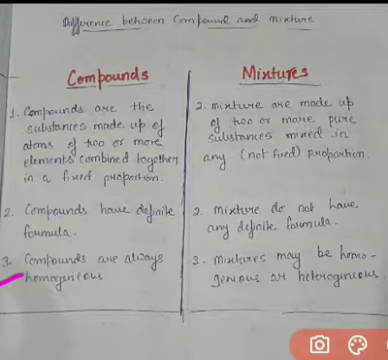 Difference between Compound and mixture
Compounds
1. Compounds are the
substances made up of
atoms of two or more
elements combined together
in a fixed proportion.
2. Compounds have definite
formula.
3. Compounds are always
homogeneous
Mixtures
2. mixture are made up
of two or more pure
substances mixed in
any (not fixed) proportion.
2. mixture do not have
any definite formula.
3. Mixtures may be homo-
genious or heterogineous.